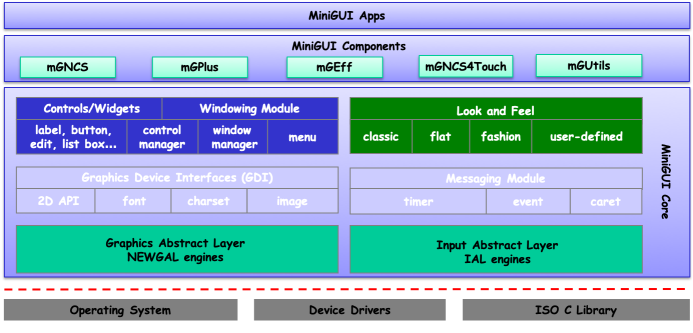 MiniGUI Apps
MiniGUI Components
mGNCS mGPlus mGEff mGNCS4Touch mGUtils
Controls/Widgets Windowing Module Look and Feel
label, button, edit, list box... control manager window manager menu classic flat fashion user-defined
Graphics Device Interfaces (GDI) Messaging Module
2D API font charset image timer event caret
Graphics Abstract Layer
NEWGAL engines
Input Abstract Layer
IAL engines
MiniGUI Core
Operating System Device Drivers ISO C Library